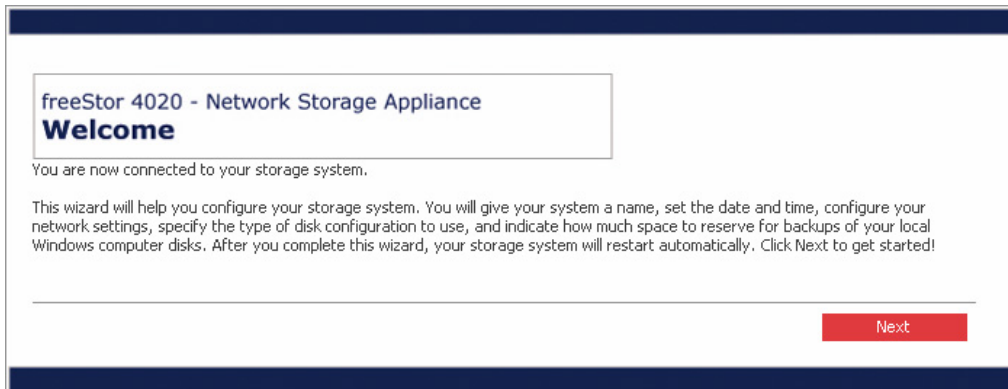 freeStor 4020 - Network Storage Appliance
Welcome
You are now connected to your storage system.
This wizard will help you configure your storage system. You will give your system a name, set the date and time, configure your
network settings, specify the type of disk configuration to use, and indicate how much space to reserve for backups of your local
Windows computer disks. After you complete this wizard, your storage system will restart automatically. Click Next to get started!
Next